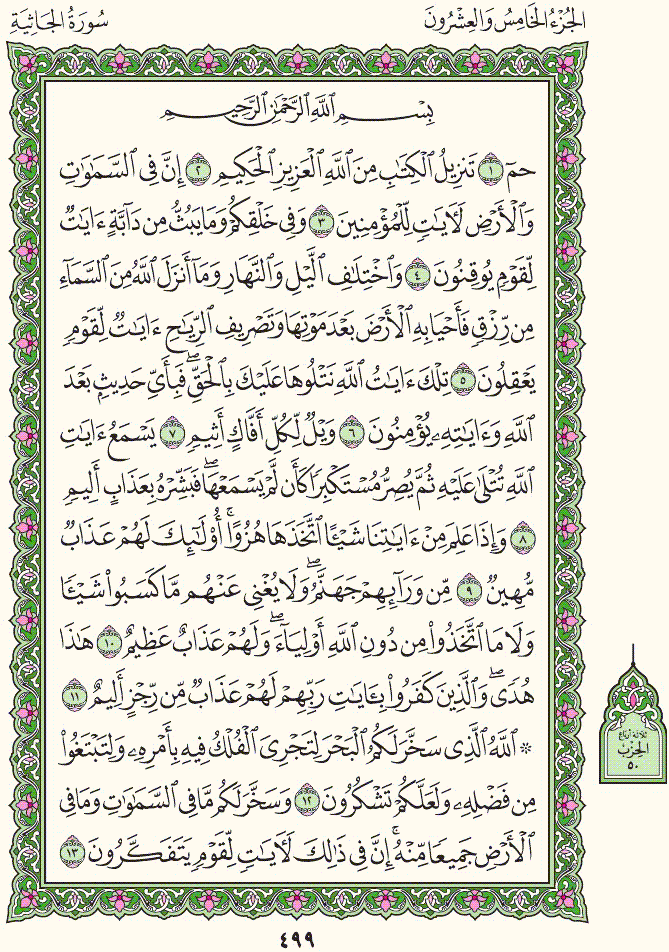 الجُزْءُ الخَامِسُ وَالعِشْرُونَ
سُورَةُ الجَاثِيَةِ
بِسْمِ ٱللَّهِ ٱلرَّحْمَٰنِ ٱلرَّحِيمِ
حمٓ ١ تَنزِيلُ ٱلْكِتَٰبِ مِنَ ٱللَّهِ ٱلْعَزِيزِ ٱلْحَكِيمِ ٢ إِنَّ فِى ٱلسَّمَٰوَٰتِ
وَٱلْأَرْضِ لَءَايَٰتٍ لِّلْمُؤْمِنِينَ ٣ وَفِى خَلْقِكُمْ وَمَا يَبُثُّ مِن دَآبَّةٍ ءَايَٰتٌ
لِّقَوْمٍ يُوقِنُونَ ٤ وَٱخْتِلَٰفِ ٱلَّيْلِ وَٱلنَّهَارِ وَمَآ أَنزَلَ ٱللَّهُ مِنَ ٱلسَّمَآءِ
مِن رِّزْقٍ فَأَحْيَا بِهِ ٱلْأَرْضَ بَعْدَ مَوْتِهَا وَتَصْرِيفِ ٱلرِّيَٰحِ ءَايَٰتٌ لِّقَوْمٍ
يَعْقِلُونَ ٥ تِلْكَ ءَايَٰتُ ٱللَّهِ نَتْلُوهَا عَلَيْكَ بِٱلْحَقِّ ۖ فَبِأَىِّ حَدِيثٍۭ بَعْدَ
ٱللَّهِ وَءَايَٰتِهِۦ يُؤْمِنُونَ ٦ وَيْلٌ لِّكُلِّ أَفَّاكٍ أَثِيمٍ ٧ يَسْمَعُ ءَايَٰتِ
ٱللَّهِ تُتْلَىٰ عَلَيْهِ ثُمَّ يُصِرُّ مُسْتَكْبِرًا كَأَن لَّمْ يَسْمَعْهَا ۖ فَبَشِّرْهُ بِعَذَابٍ أَلِيمٍ
٨ وَإِذَا عَلِمَ مِنْ ءَايَٰتِنَا شَيْـًٔا ٱتَّخَذَهَا هُزُوًا ۚ أُو۟لَٰٓئِكَ لَهُمْ عَذَابٌ
مُّهِينٌ ٩ مِّن وَرَآئِهِمْ جَهَنَّمُ ۖ وَلَا يُغْنِى عَنْهُم مَّا كَسَبُوا۟ شَيْـًٔا
وَلَا مَا ٱتَّخَذُوا۟ مِن دُونِ ٱللَّهِ أَوْلِيَآءَ ۖ وَلَهُمْ عَذَابٌ عَظِيمٌ ١٠ هَٰذَا
هُدًى ۖ وَٱلَّذِينَ كَفَرُوا۟ بِـَٔايَٰتِ رَبِّهِمْ لَهُمْ عَذَابٌ مِّن رِّجْزٍ أَلِيمٌ ١١
۞ ٱللَّهُ ٱلَّذِى سَخَّرَ لَكُمُ ٱلْبَحْرَ لِتَجْرِىَ ٱلْفُلْكُ فِيهِ بِأَمْرِهِۦ وَلِتَبْتَغُوا۟
مِن فَضْلِهِۦ وَلَعَلَّكُمْ تَشْكُرُونَ ١٢ وَسَخَّرَ لَكُم مَّا فِى ٱلسَّمَٰوَٰتِ وَمَا فِى
ٱلْأَرْضِ جَمِيعًا مِّنْهُ ۚ إِنَّ فِى ذَٰلِكَ لَءَايَٰتٍ لِّقَوْمٍ يَتَفَكَّرُونَ ١٣
ثلاثة أرباع
الحزب
٥٠
٤٩٩